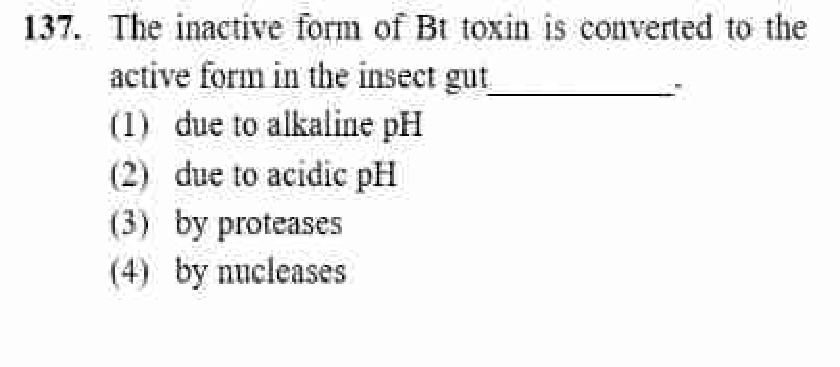 137. The inactive form of Bt toxin is converted to the
active form in the insect gut____________.
(1) due to alkaline pH
(2) due to acidic pH
(3) by proteases
(4) by nucleases